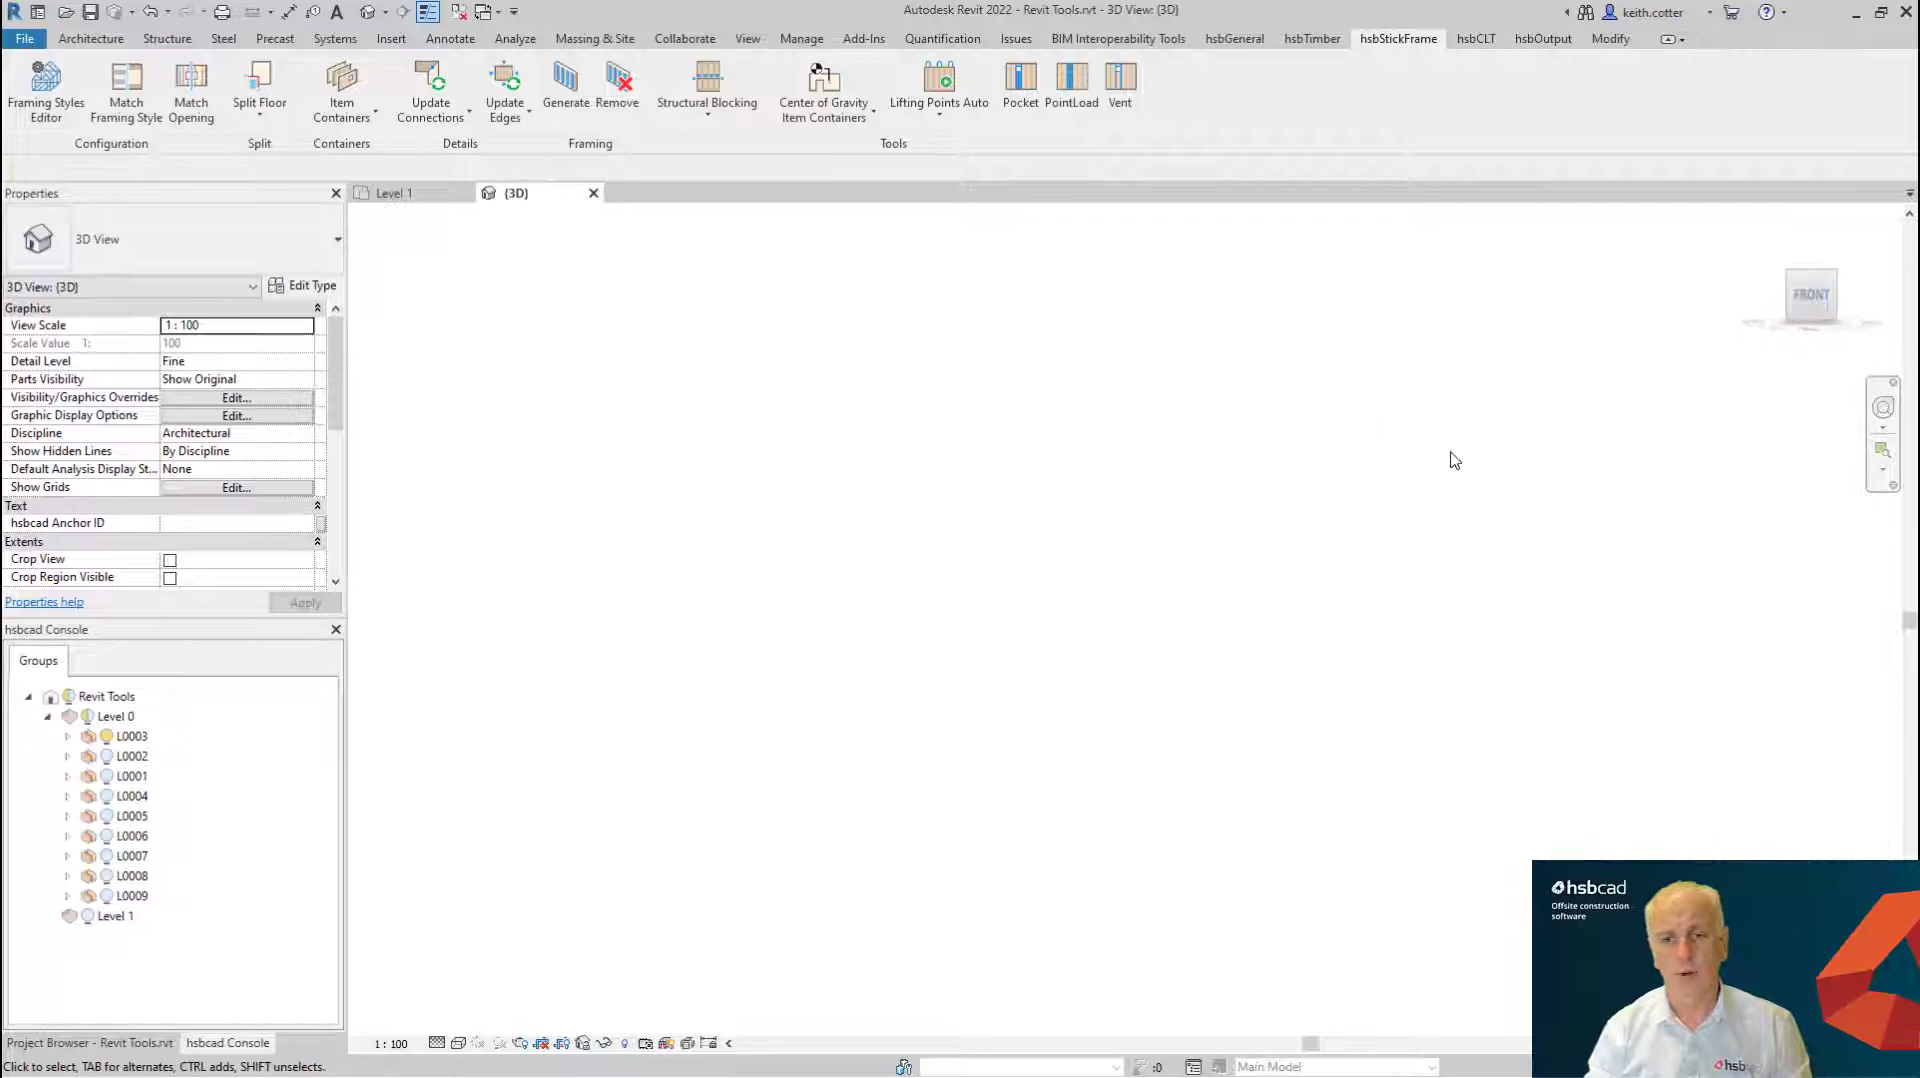 Autodesk Revit 2022 - Revit Tools.rvt - 3D View: {3D}
keith.cotter
File Architecture Structure Steel Precast Systems Insert Annotate Analyze Massing & Site Collaborate View Manage Add-Ins Quantification Issues BIM Interoperability Tools hsbGeneral hsbTimber hsbStickFrame hsbCLT hsbOutput Modify
Framing Styles Editor
Match Framing Style
Match Opening
Split Floor
Item Containers
Update Connections
Update Edges
Generate
Remove
Structural Blocking
Center of Gravity Item Containers
Lifting Points Auto
Pocket
PointLoad
Vent
Configuration Split Containers Details Framing Tools
Properties
Level 1
{3D}
3D View
3D View: {3D}
Edit Type
Graphics
View Scale 1 : 100
Scale Value 1: 100
Detail Level Fine
Parts Visibility Show Original
Visibility/Graphics Overrides Edit...
Graphic Display Options Edit...
Discipline Architectural
Show Hidden Lines By Discipline
Default Analysis Display St... None
Show Grids Edit...
Text
hsbcad Anchor ID
Extents
Crop View
Crop Region Visible
Properties help
Apply
FRONT
hsbcad Console
Groups
Revit Tools
Level 0
L0003
L0002
L0001
L0004
L0005
L0006
L0007
L0008
L0009
Level 1
Project Browser - Revit Tools.rvt
hsbcad Console
1 : 100
Click to select, TAB for alternates, CTRL adds, SHIFT unselects.
:0
Main Model
hsbcad
Offsite construction
software